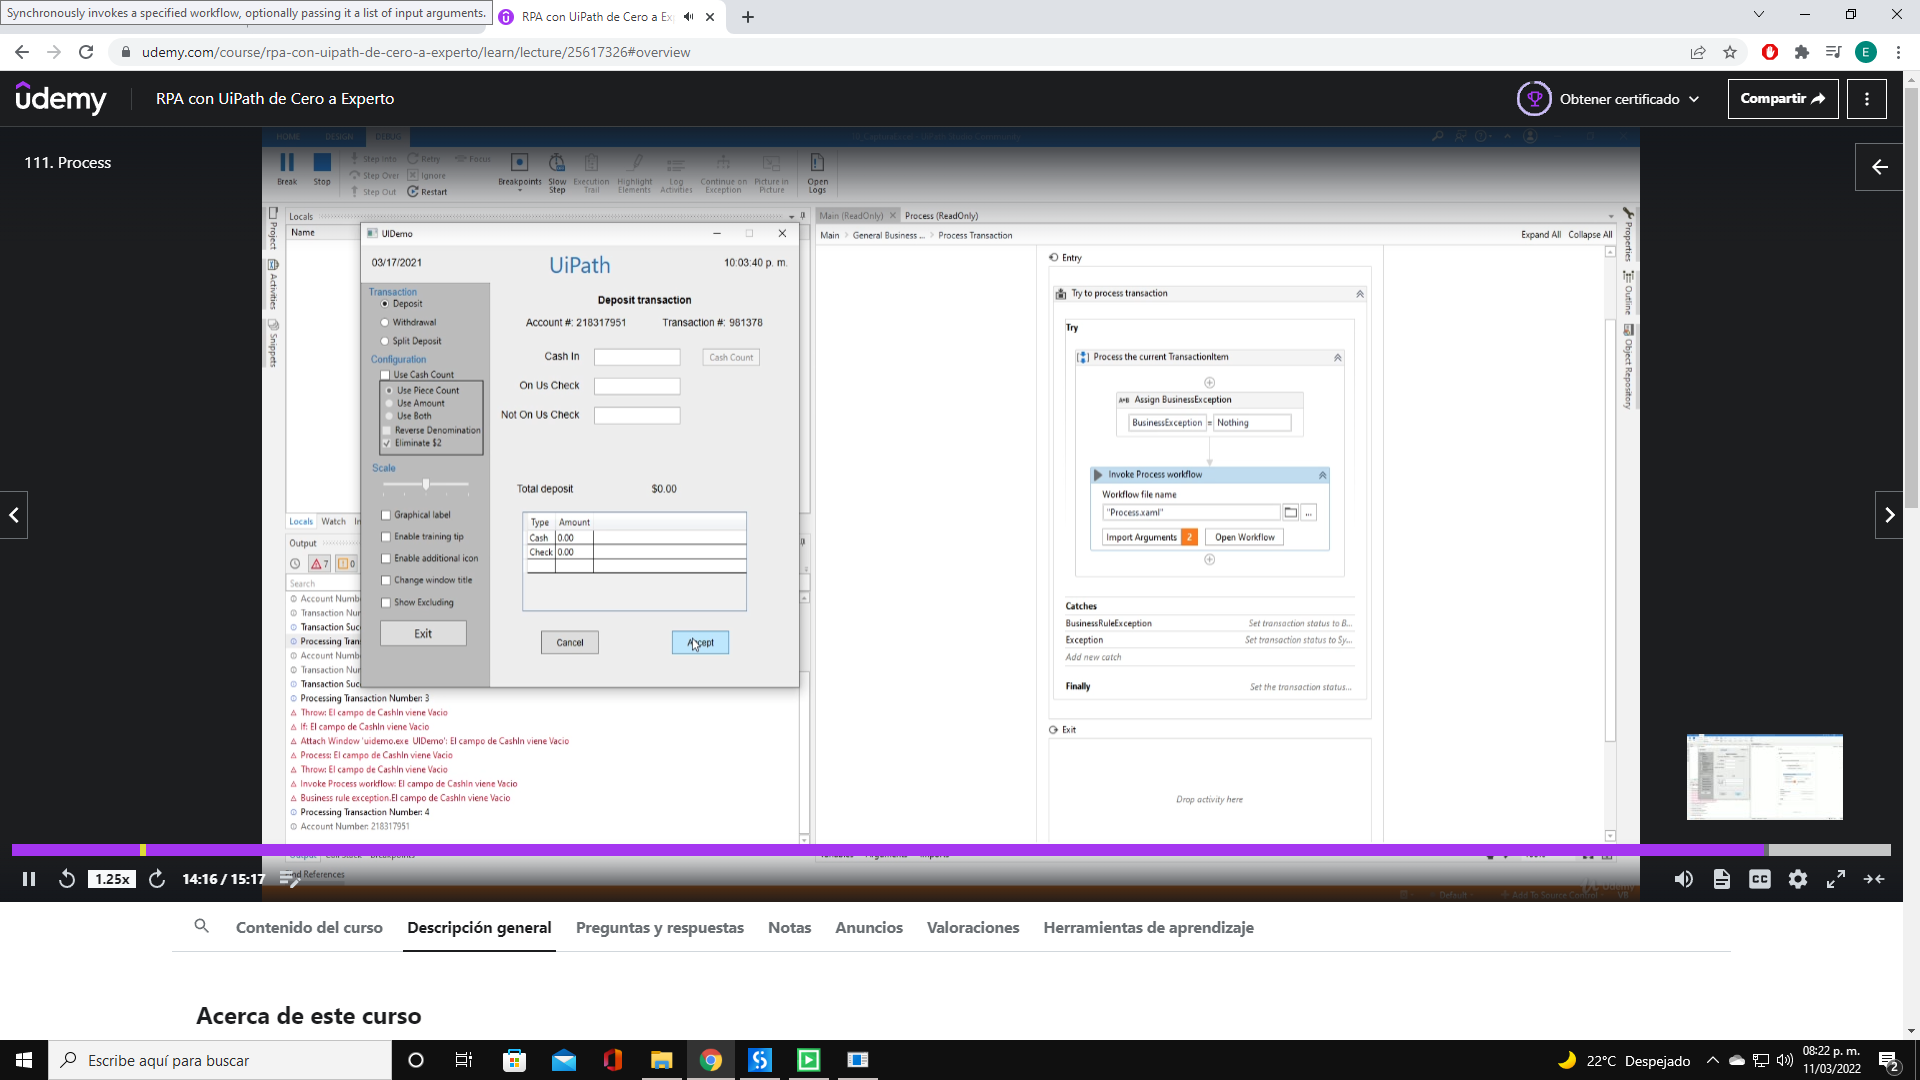 Synchronously invokes a specified workflow, optionally passing it a list of input arguments.
RPA con UiPath de Cero a Ex
udemy.com/course/rpa-con-uipath-de-cero-a-experto/learn/lecture/25617326#overview
E
udemy
RPA con UiPath de Cero a Experto
Obtener certificado
Compartir
111. Process
HOME DESIGN DEBUG
Break
Stop
Step Into
Step Over
Step Out
Retry
Ignore
Restart
Focus
Breakpoints
Slow Step
Execution Trail
Highlight Elements
Log Activities
Continue on Exception
Picture in Picture
Open Logs
Project
Activities
Snippets
Locals
Name
UIDemo
03/17/2021
UiPath
10:03:40 p. m.
Transaction
Deposit
Withdrawal
Split Deposit
Configuration
Use Cash Count
Use Piece Count
Use Amount
Use Both
Reverse Denomination
Eliminate $2
Scale
Graphical label
Enable training tip
Enable additional icon
Change window title
Show Excluding
Exit
Deposit transaction
Account #: 218317951 Transaction #: 981378
Cash In
Cash Count
On Us Check
Not On Us Check
Total deposit $0.00
Type Amount
Cash 0.00
Check 0.00
Cancel
Accept
Locals Watch
Output
7
0
Search
Account Numb
Transaction Nur
Transaction Suc
Processing Tran
Account Numb
Transaction Nur
Transaction Suc
Processing Transaction Number: 3
Throw: El campo de CashIn viene Vacio
If: El campo de CashIn viene Vacio
Attach Window 'uidemo.exe UIDemo': El campo de CashIn viene Vacio
Process: El campo de CashIn viene Vacio
Throw: El campo de CashIn viene Vacio
Invoke Process workflow: El campo de CashIn viene Vacio
Business rule exception.El campo de CashIn viene Vacio
Processing Transaction Number: 4
Account Number: 218317951
Main (ReadOnly)
Process (ReadOnly)
Main > General Business ... > Process Transaction
Expand All Collapse All
Properties
Outline
Object Repository
Entry
Try to process transaction
Try
Process the current TransactionItem
A+B Assign BusinessException
BusinessException = Nothing
Invoke Process workflow
Workflow file name
"Process.xaml"
...
Import Arguments 2
Open Workflow
Catches
BusinessRuleException Set transaction status to B...
Exception Set transaction status to Sy...
Add new catch
Finally Set the transaction status...
Exit
Drop activity here
1.25x
14:16 / 15:17
References
CC
Contenido del curso
Descripción general
Preguntas y respuestas
Notas
Anuncios
Valoraciones
Herramientas de aprendizaje
Acerca de este curso
Escribe aquí para buscar
22°C Despejado
08:22 p. m.
11/03/2022
2